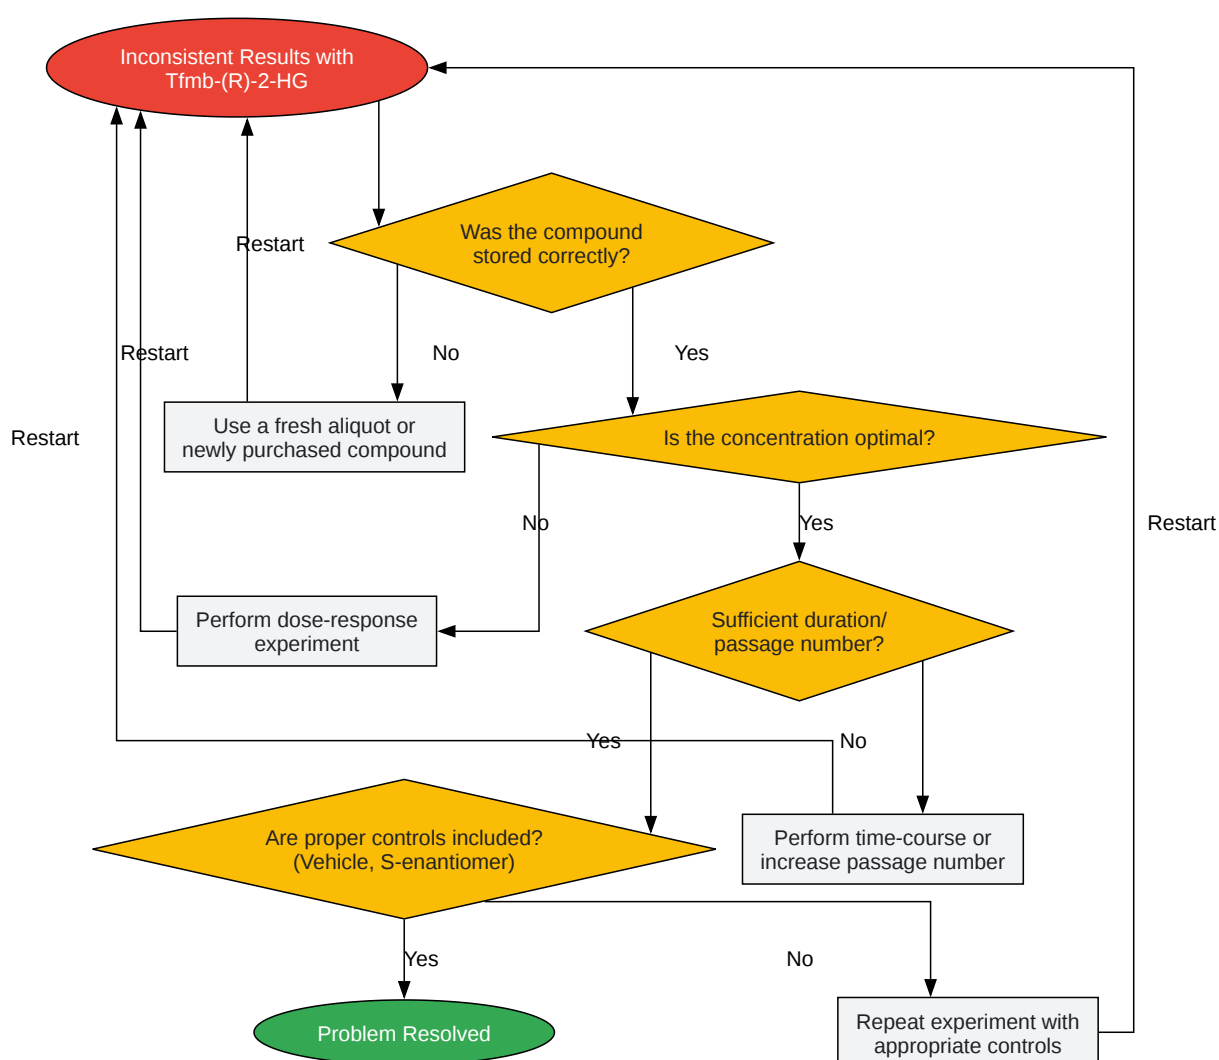 Inconsistent Results with
Tfmb-(R)-2-HG
Was the compound
stored correctly?
Restart
Restart
No
Yes
Restart
Use a fresh aliquot or
newly purchased compound
Is the concentration optimal?
No
Yes
Restart
Perform dose-response
experiment
Sufficient duration/
passage number?
Yes
No
Are proper controls included?
(Vehicle, S-enantiomer)
Perform time-course or
increase passage number
Yes
No
Problem Resolved
Repeat experiment with
appropriate controls